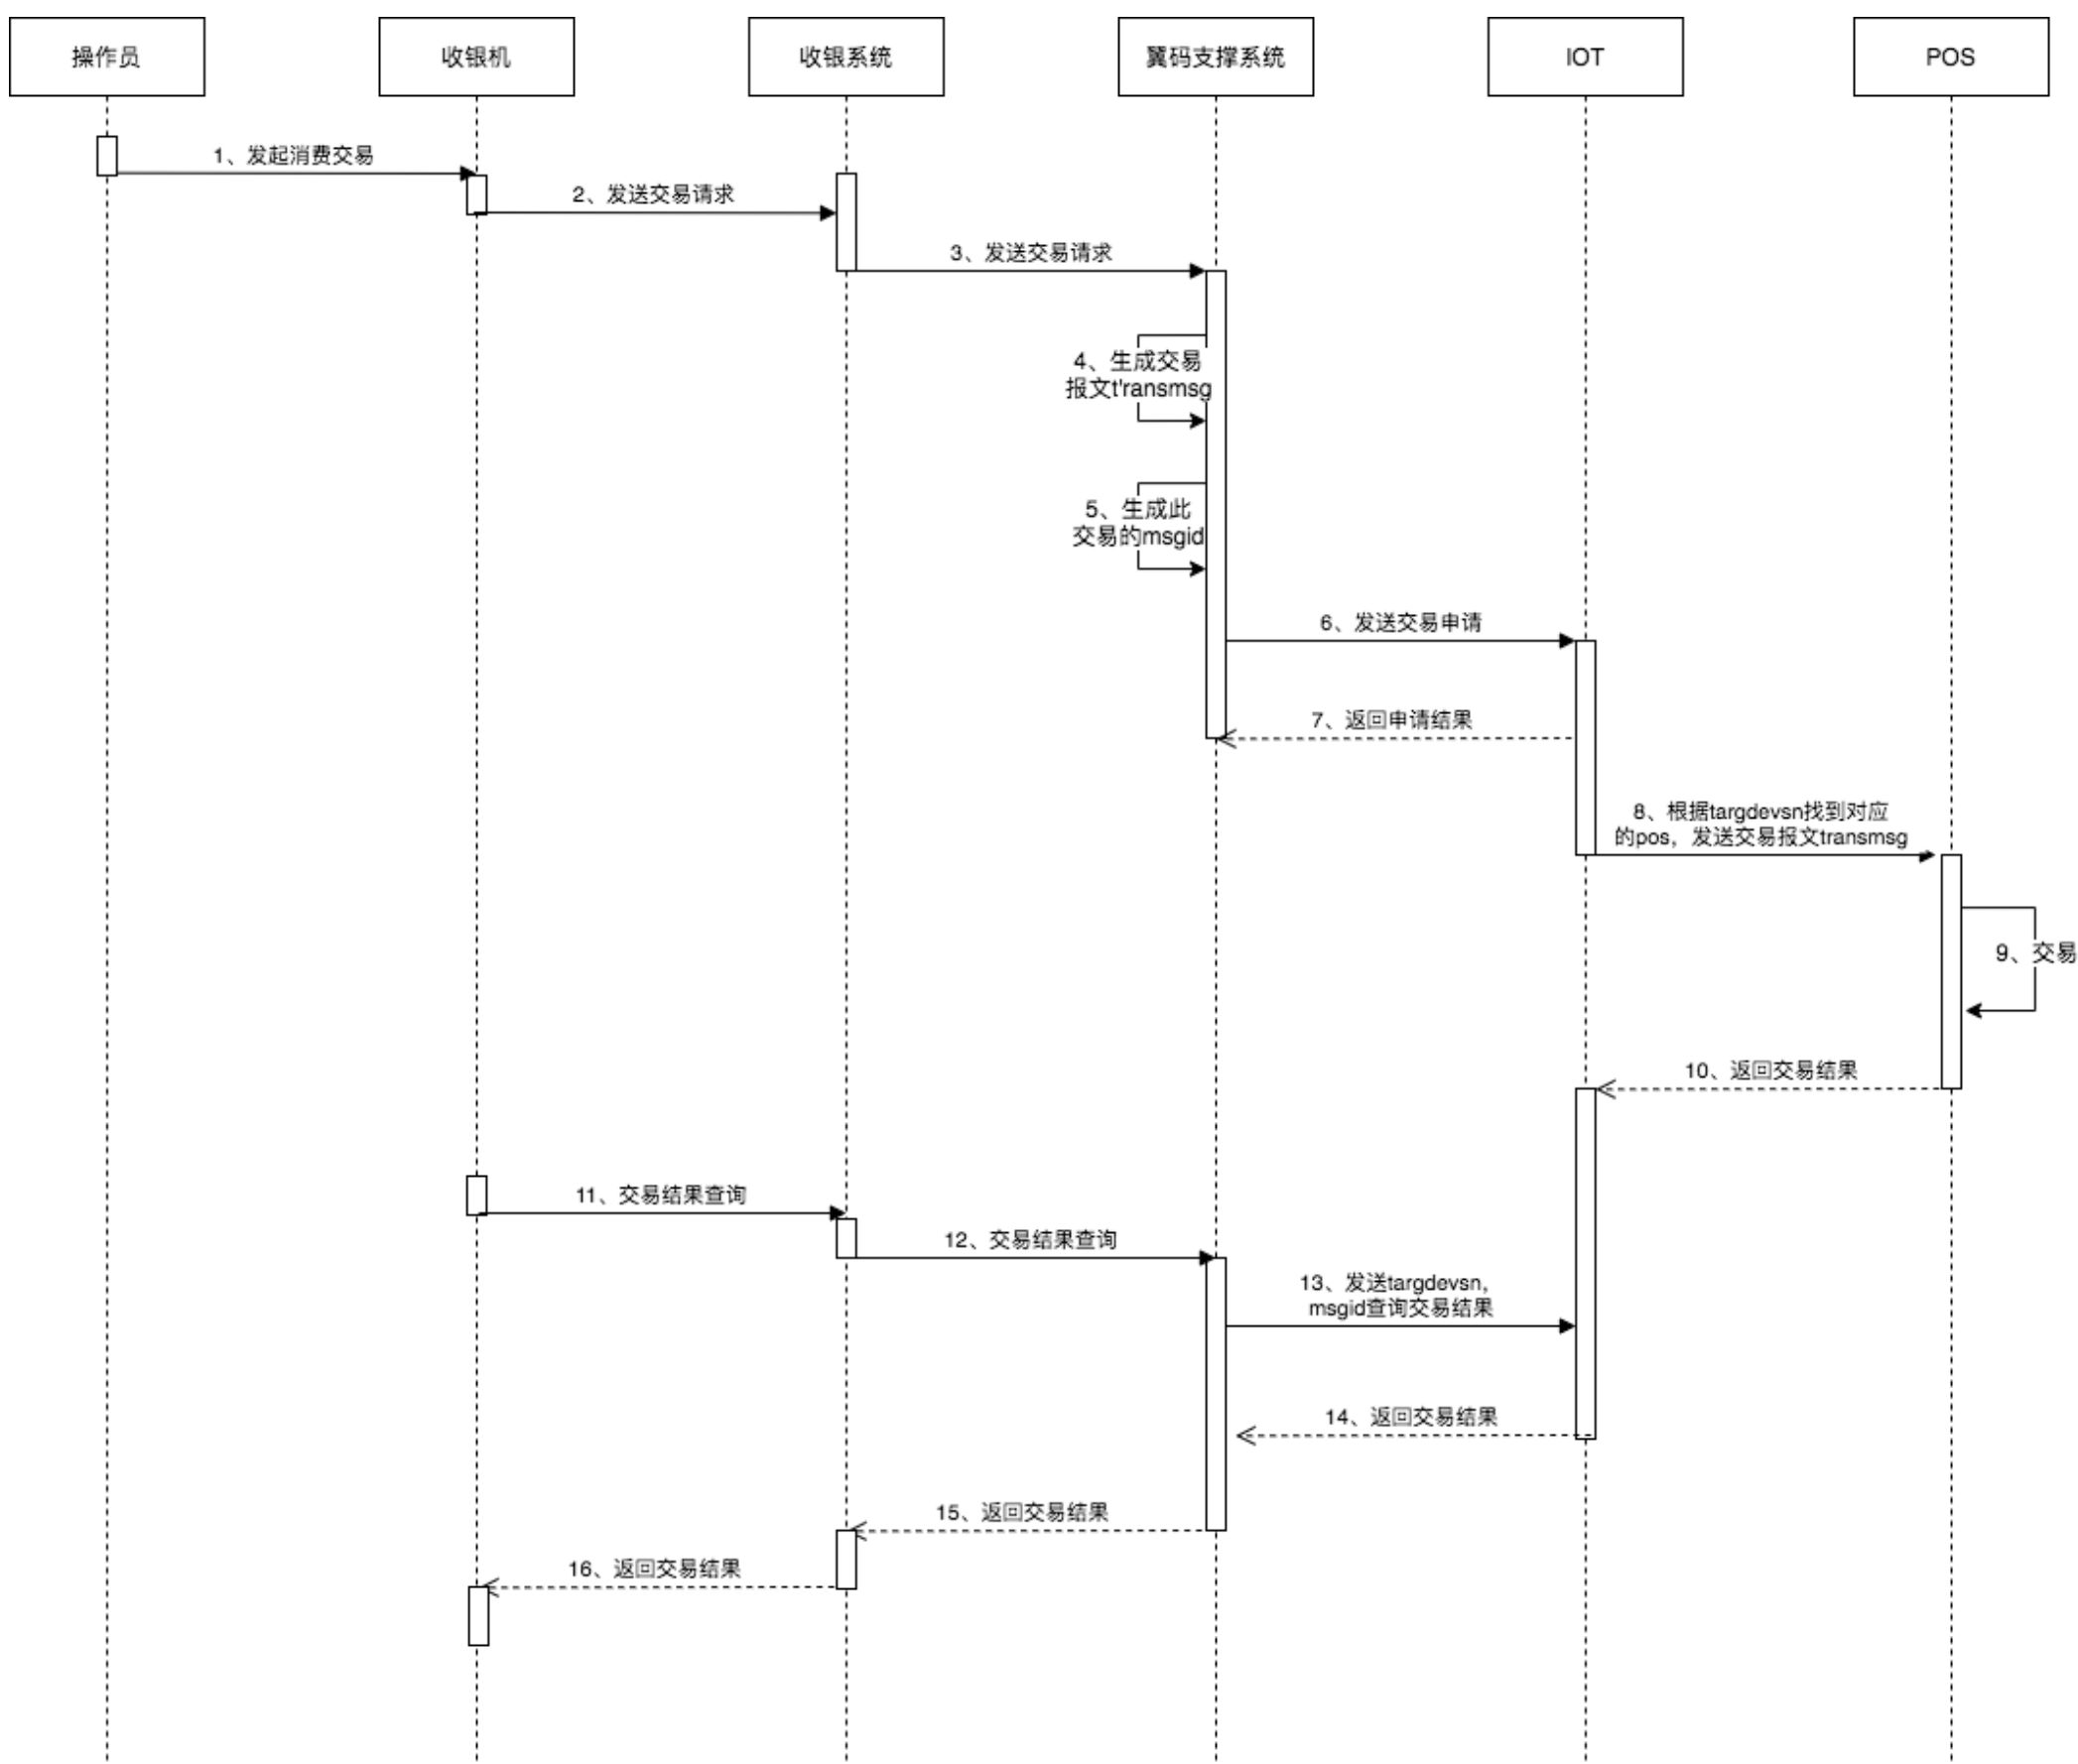 操作员
收银机
收银系统
翼码支撑系统
IOT
POS
1、发起消费交易
2、发送交易请求
3、发送交易请求
4、生成交易
报文t'ransmsg
5、生成此
交易的msgid
6、发送交易申请
7、返回申请结果
8、根据targdevsn找到对应
的pos，发送交易报文transmsg
9、交易
10、返回交易结果
11、交易结果查询
12、交易结果查询
13、发送targdevsn，
msgid查询交易结果
14、返回交易结果
15、返回交易结果
16、返回交易结果